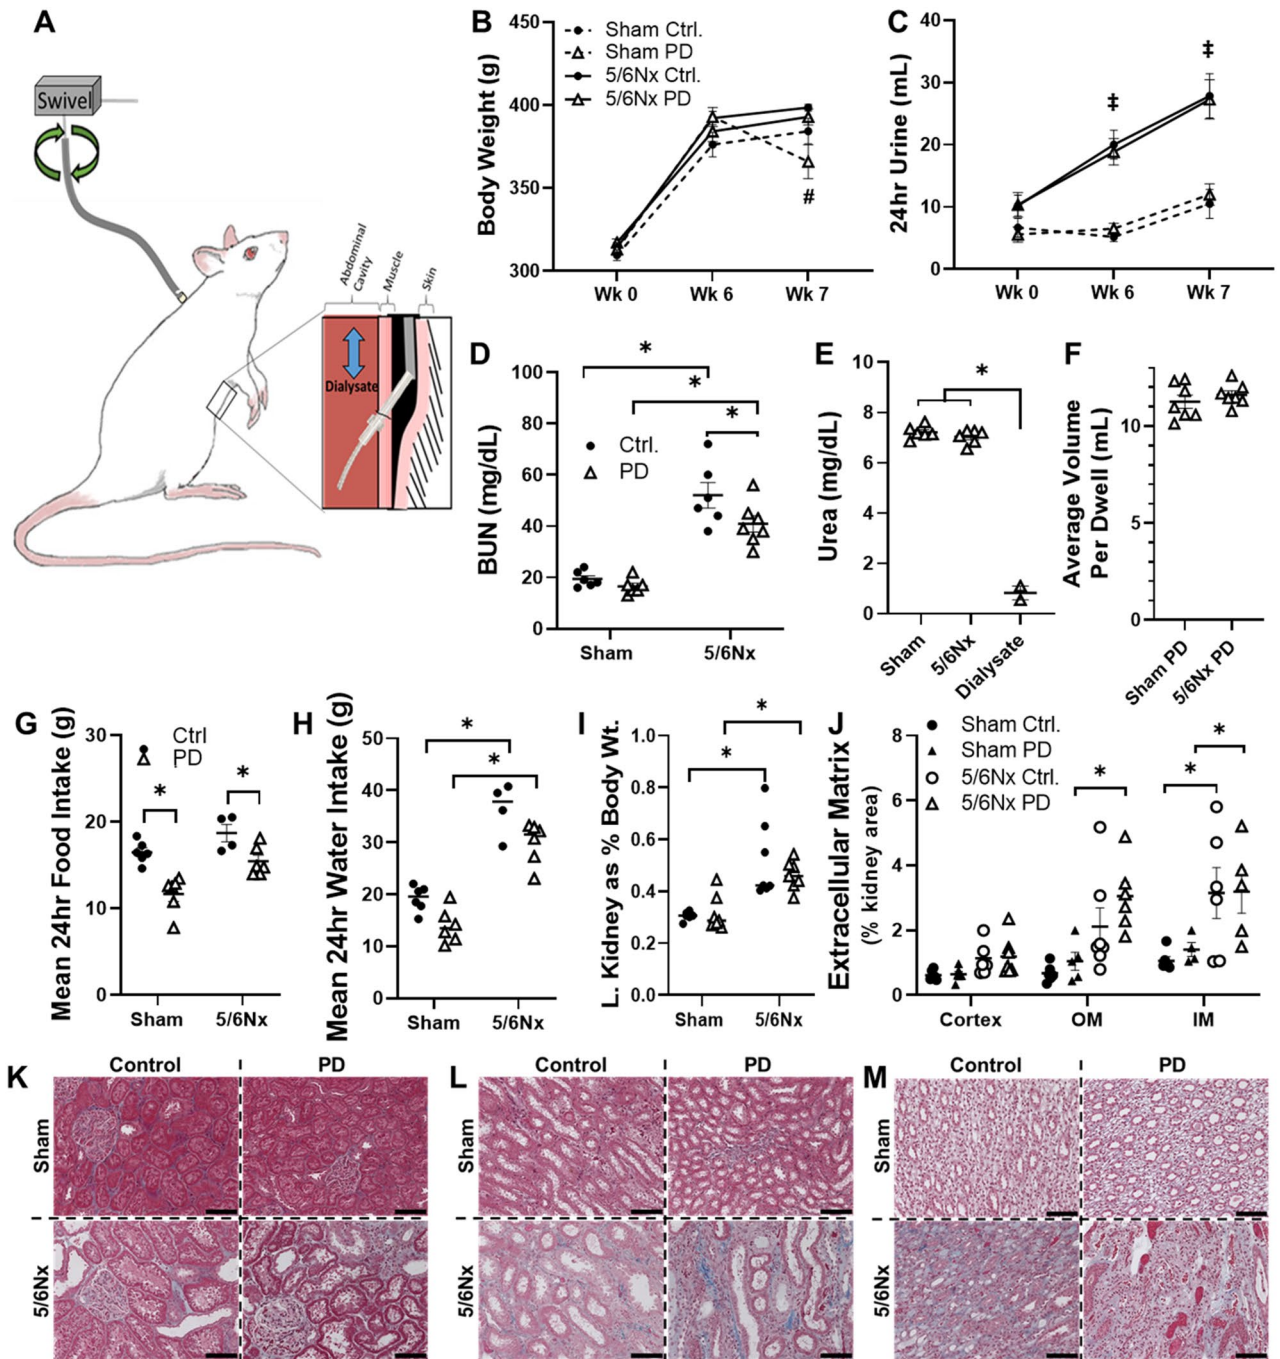 A
Swivel
Abdominal
Cavity
Muscle
Skin
Dialysate
B
Body Weight (g)
450
400
350
300
Sham Ctrl.
Sham PD
5/6Nx Ctrl.
5/6Nx PD
#
Wk 0
Wk 6
Wk 7
C
24hr Urine (mL)
40
30
20
10
0
‡
‡
Wk 0
Wk 6
Wk 7
D
BUN (mg/dL)
100
80
60
40
20
0
*
*
*
Ctrl.
PD
Sham
5/6Nx
E
Urea (mg/dL)
10
8
6
4
2
0
*
Sham
5/6Nx
Dialysate
F
Average Volume
Per Dwell (mL)
10
5
0
Sham PD
5/6Nx PD
G
Mean 24hr Food Intake (g)
30
20
10
0
Ctrl
PD
*
*
Sham
5/6Nx
H
Mean 24hr Water Intake (g)
50
40
30
20
10
0
*
*
Sham
5/6Nx
I
L. Kidney as % Body Wt.
1.0
0.8
0.6
0.4
0.2
0.0
*
*
Sham
5/6Nx
J
Extracellular Matrix
(% kidney area)
8
6
4
2
0
Sham Ctrl.
Sham PD
5/6Nx Ctrl.
5/6Nx PD
*
*
*
Cortex
OM
IM
K
Control
PD
Sham
5/6Nx
L
Control
PD
Sham
5/6Nx
M
Control
PD
Sham
5/6Nx